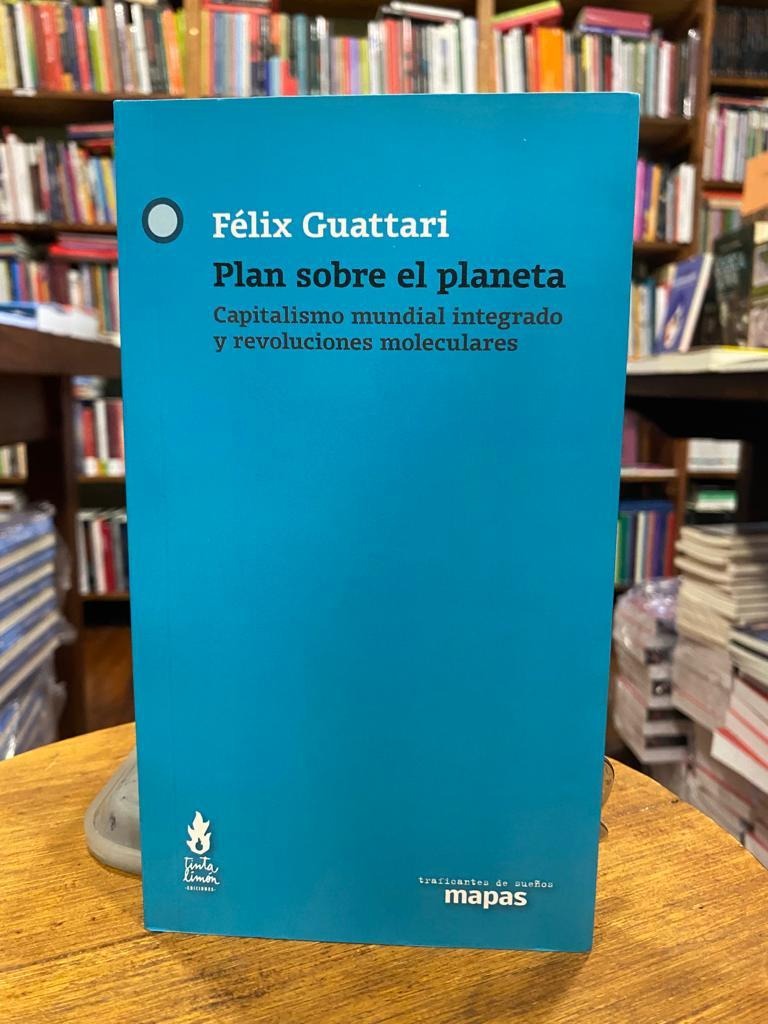 Félix Guattari
Plan sobre el planeta
Capitalismo mundial integrado
y revoluciones moleculares
tinta
limón
-EDICIONES-
traficantes de sueños
mapas